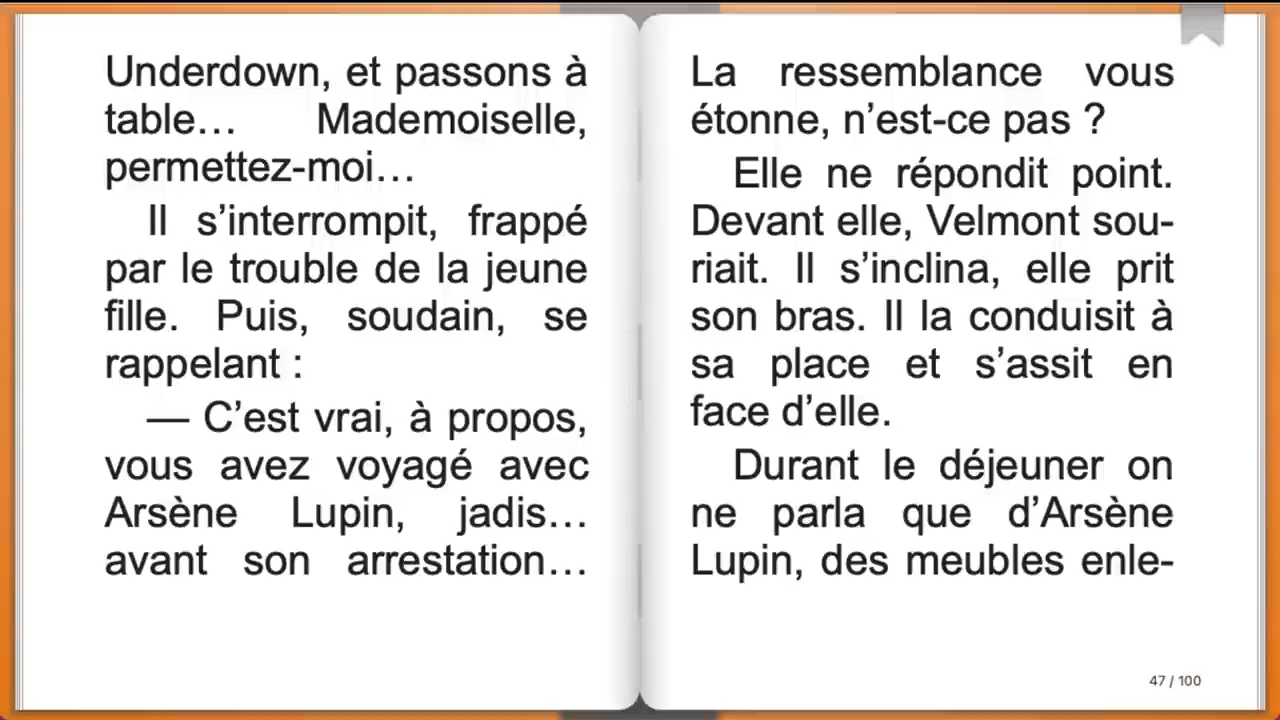 Underdown, et passons à
table… Mademoiselle,
permettez-moi…
Il s’interrompit, frappé
par le trouble de la jeune
fille. Puis, soudain, se
rappelant :
— C’est vrai, à propos,
vous avez voyagé avec
Arsène Lupin, jadis…
avant son arrestation…
La ressemblance vous
étonne, n’est-ce pas ?
Elle ne répondit point.
Devant elle, Velmont sou-
riait. Il s’inclina, elle prit
son bras. Il la conduisit à
sa place et s’assit en
face d’elle.
Durant le déjeuner on
ne parla que d’Arsène
Lupin, des meubles enle-
47 / 100